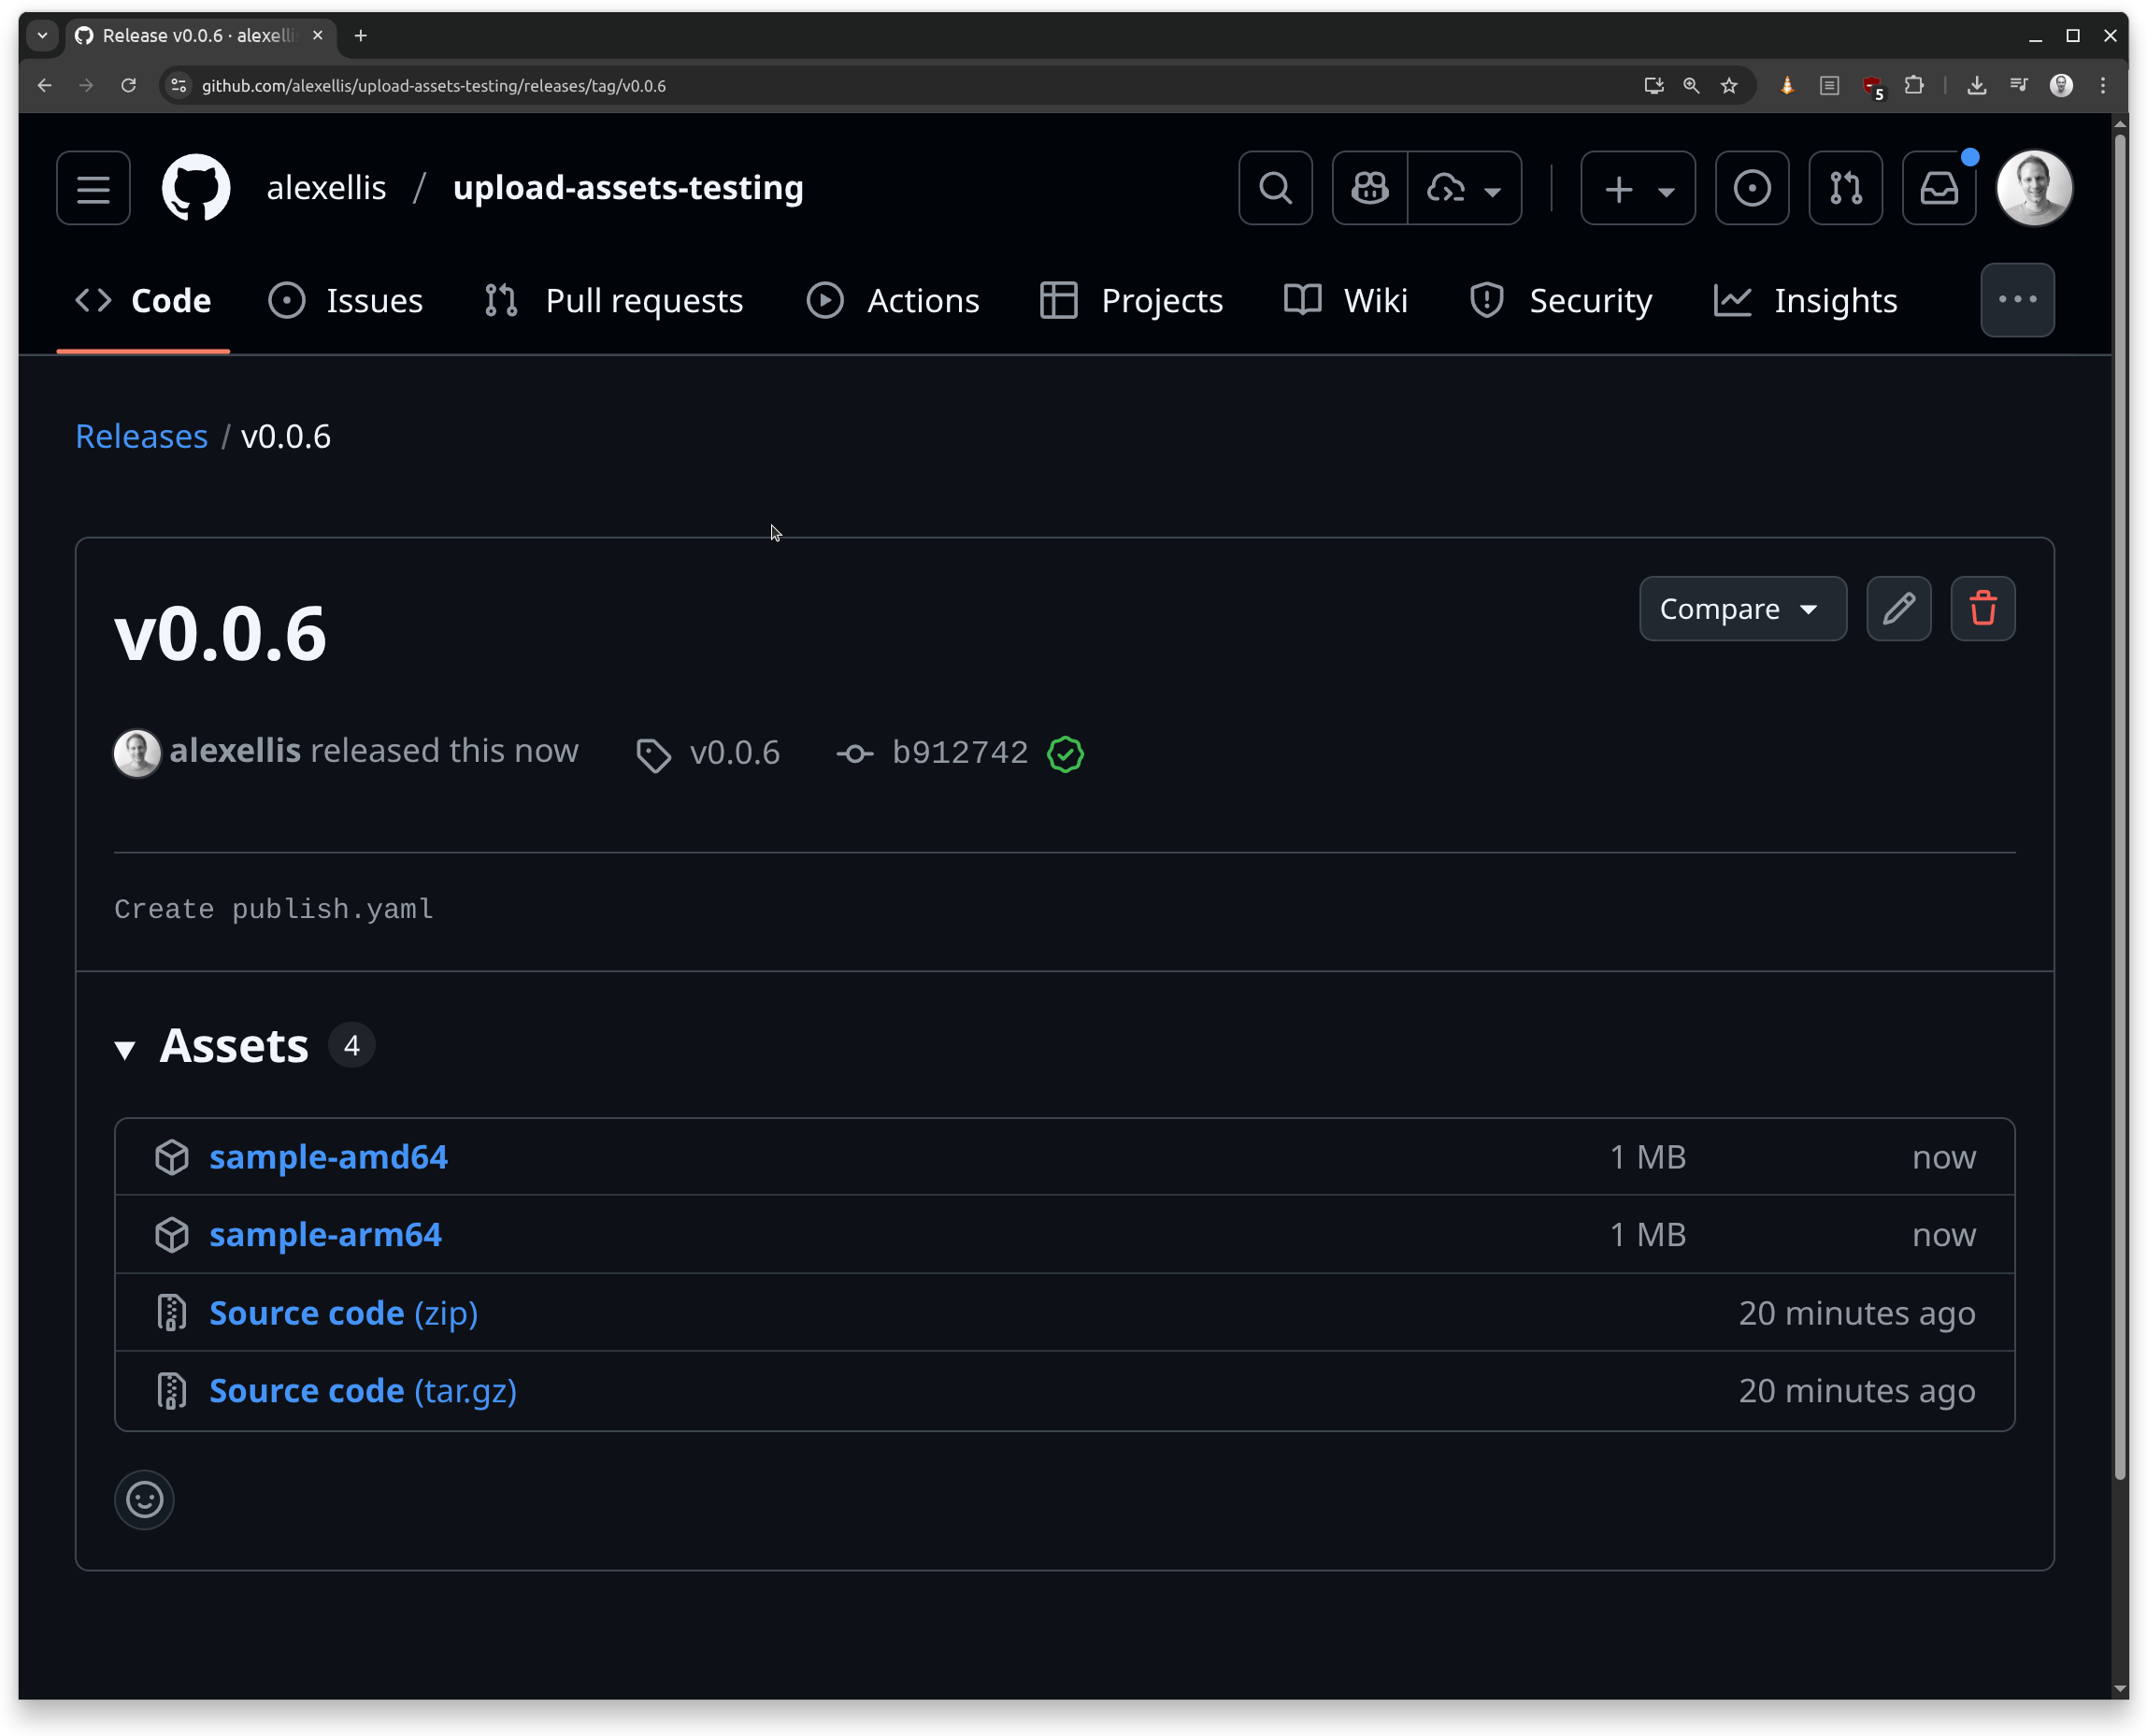 Release v0.0.6 · alexelli
github.com/alexellis/upload-assets-testing/releases/tag/v0.0.6
5
alexellis / upload-assets-testing
Code Issues Pull requests Actions Projects Wiki Security Insights
Releases / v0.0.6
v0.0.6
Compare
alexellis released this now v0.0.6 b912742
Create publish.yaml
Assets 4
sample-amd64 1 MB now
sample-arm64 1 MB now
Source code (zip) 20 minutes ago
Source code (tar.gz) 20 minutes ago